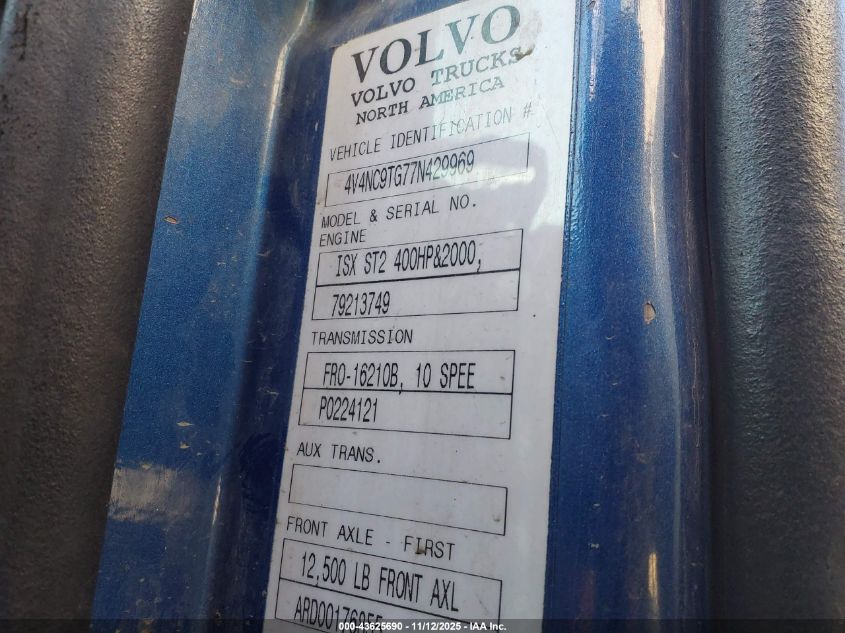 VOLVO
VOLVO TRUCKS
NORTH AMERICA
VEHICLE IDENTIFICATION #
4V4NC9TG77N429969
MODEL & SERIAL NO.
ENGINE
ISX ST2 400HP&2000,
79213749
TRANSMISSION
FRO-16210B, 10 SPEE
P0224121
AUX TRANS.
FRONT AXLE - FIRST
12,500 LB FRONT AXL
000-43625690 - 11/12/2025 - IAA Inc.